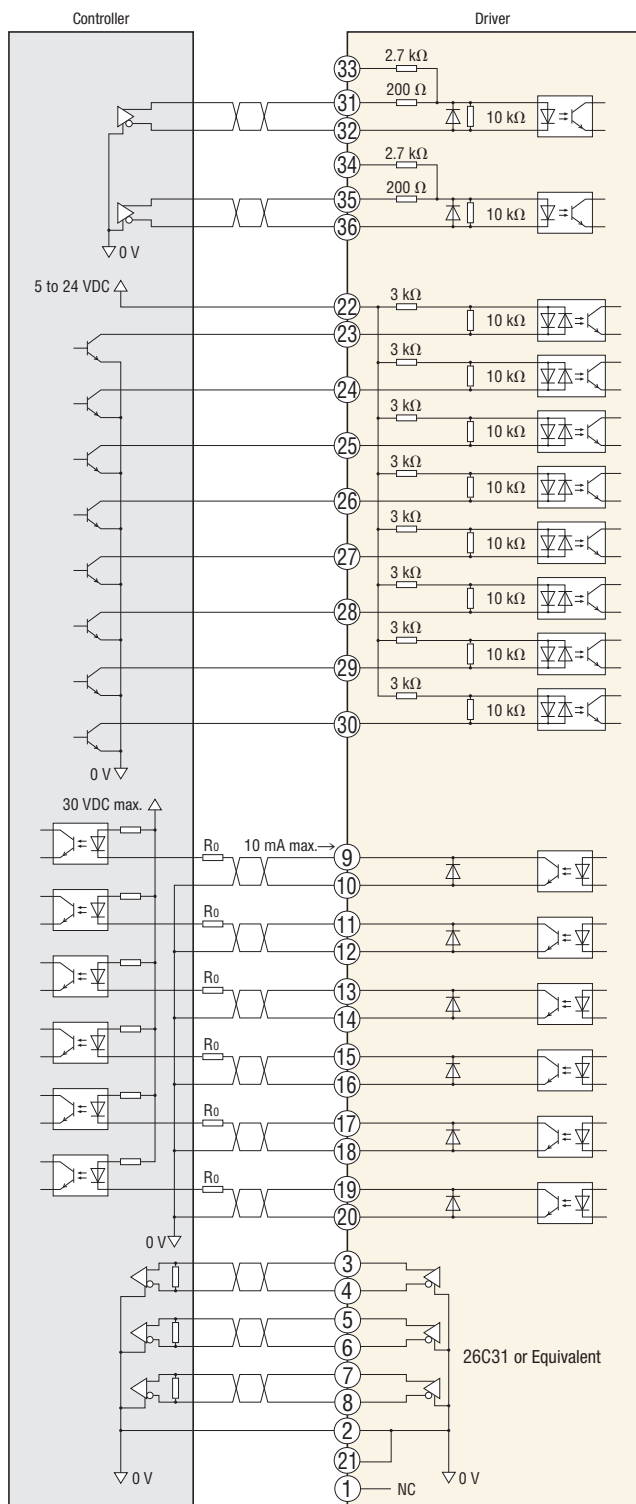 Controller
Driver
33
2.7 kΩ
31
200 Ω
32
10 kΩ
34
2.7 kΩ
35
200 Ω
36
10 kΩ
0 V
5 to 24 VDC
22
3 kΩ
23
10 kΩ
3 kΩ
24
10 kΩ
3 kΩ
25
10 kΩ
3 kΩ
26
10 kΩ
3 kΩ
27
10 kΩ
3 kΩ
28
10 kΩ
3 kΩ
29
10 kΩ
3 kΩ
30
10 kΩ
0 V
30 VDC max.
R0
10 mA max.
9
10
R0
11
12
R0
13
14
R0
15
16
R0
17
18
R0
19
20
0 V
3
4
5
6
26C31 or Equivalent
7
8
2
21
0 V
0 V
1
NC